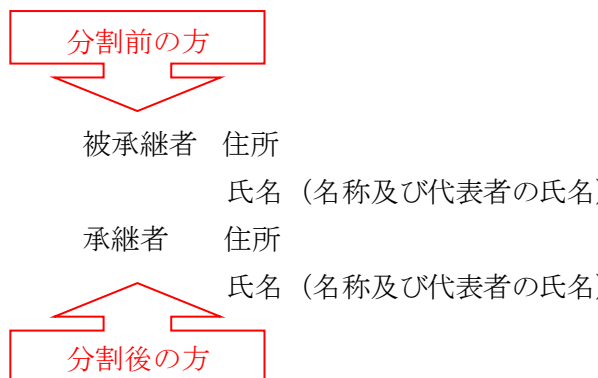 分割前の方
被承継者　住所
氏名（名称及び代表者の氏名）
承継者　　住所
氏名（名称及び代表者の氏名）
分割後の方